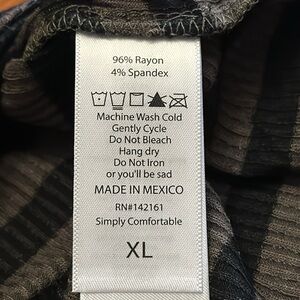 96% Rayon
4% Spandex
Machine Wash Cold
Gently Cycle
Do Not Bleach
Hang dry
Do Not Iron
or you'll be sad
MADE IN MEXICO
RN#142161
Simply Comfortable
XL